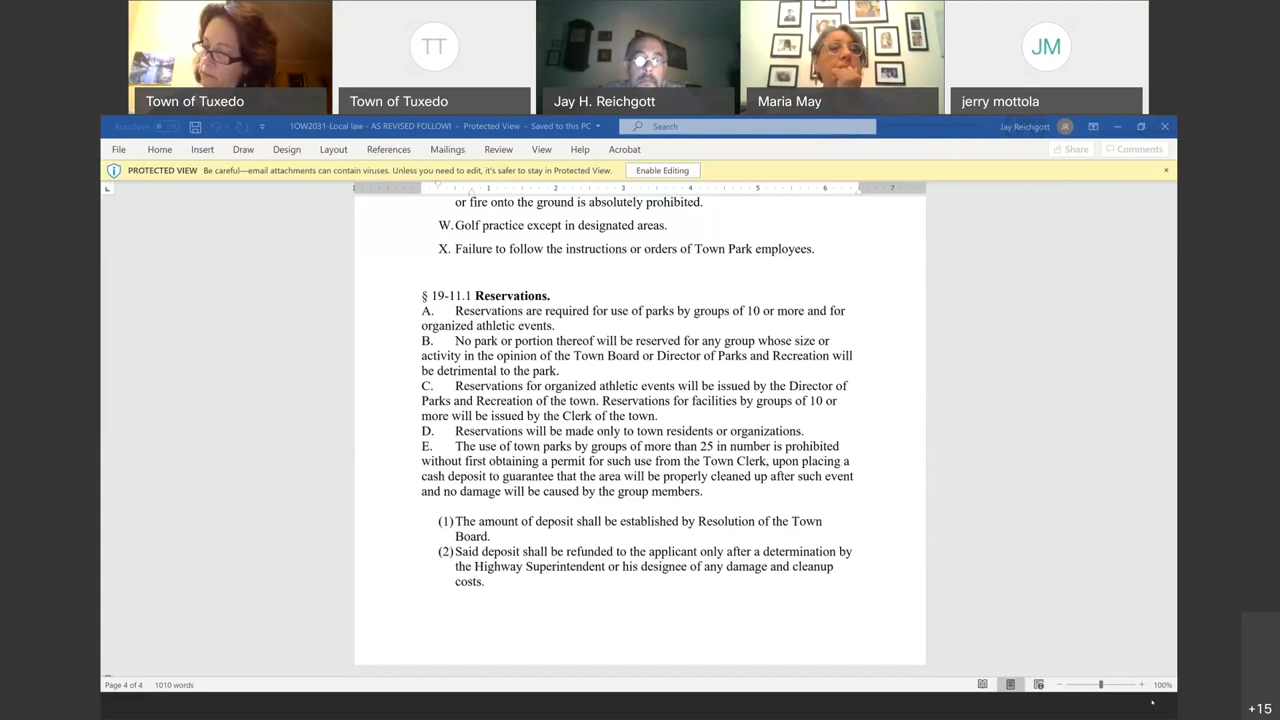 TT
JM
Town of Tuxedo
Town of Tuxedo
Jay H. Reichgott
Maria May
jerry mottola
AutoSave Off
1OW2031-Local law - AS REVISED FOLLOWI - Protected View - Saved to this PC
Search
Jay Reichgott JR
File Home Insert Draw Design Layout References Mailings Review View Help Acrobat Share Comments
PROTECTED VIEW Be careful—email attachments can contain viruses. Unless you need to edit, it's safer to stay in Protected View. Enable Editing
1 1 2 3 4 5 6 7
or fire onto the ground is absolutely prohibited.
W. Golf practice except in designated areas.
X. Failure to follow the instructions or orders of Town Park employees.
§ 19-11.1 Reservations.
A. Reservations are required for use of parks by groups of 10 or more and for
organized athletic events.
B. No park or portion thereof will be reserved for any group whose size or
activity in the opinion of the Town Board or Director of Parks and Recreation will
be detrimental to the park.
C. Reservations for organized athletic events will be issued by the Director of
Parks and Recreation of the town. Reservations for facilities by groups of 10 or
more will be issued by the Clerk of the town.
D. Reservations will be made only to town residents or organizations.
E. The use of town parks by groups of more than 25 in number is prohibited
without first obtaining a permit for such use from the Town Clerk, upon placing a
cash deposit to guarantee that the area will be properly cleaned up after such event
and no damage will be caused by the group members.
(1) The amount of deposit shall be established by Resolution of the Town
Board.
(2) Said deposit shall be refunded to the applicant only after a determination by
the Highway Superintendent or his designee of any damage and cleanup
costs.
Page 4 of 4 1010 words
100%
+15